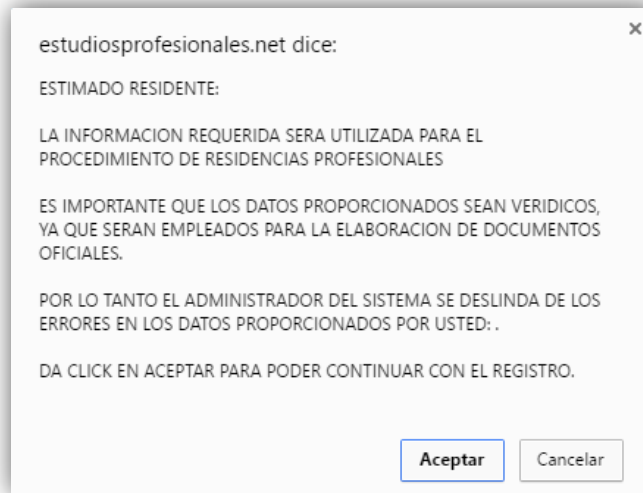 estudiosprofesionales.net dice:
ESTIMADO RESIDENTE:
LA INFORMACION REQUERIDA SERA UTILIZADA PARA EL
PROCEDIMIENTO DE RESIDENCIAS PROFESIONALES
ES IMPORTANTE QUE LOS DATOS PROPORCIONADOS SEAN VERIDICOS,
YA QUE SERAN EMPLEADOS PARA LA ELABORACION DE DOCUMENTOS
OFICIALES.
POR LO TANTO EL ADMINISTRADOR DEL SISTEMA SE DESLINDA DE LOS
ERRORES EN LOS DATOS PROPORCIONADOS POR USTED: .
DA CLICK EN ACEPTAR PARA PODER CONTINUAR CON EL REGISTRO.
Aceptar Cancelar